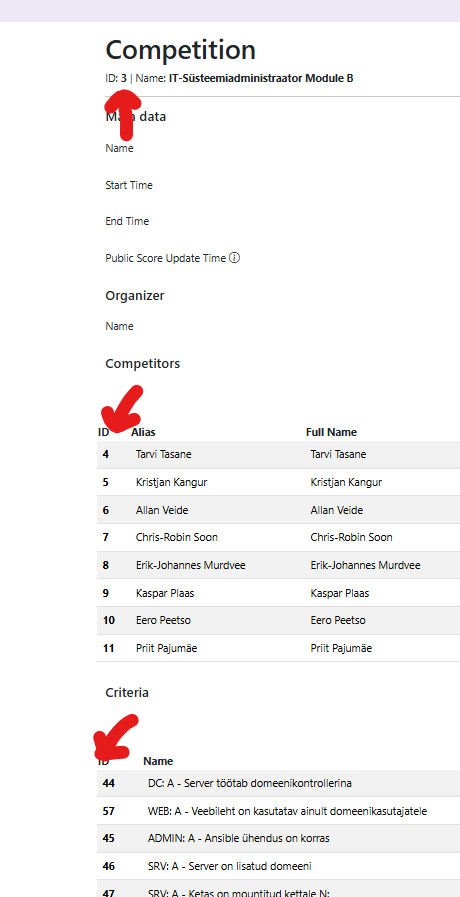 Competition
ID: 3 | Name: IT-Süsteemiadministraator Module B
Main data
Name
Start Time
End Time
Public Score Update Time ⓘ
Organizer
Name
Competitors
ID Alias Full Name
4 Tarvi Tasane Tarvi Tasane
5 Kristjan Kangur Kristjan Kangur
6 Allan Veide Allan Veide
7 Chris-Robin Soon Chris-Robin Soon
8 Erik-Johannes Murdvee Erik-Johannes Murdvee
9 Kaspar Plaas Kaspar Plaas
10 Eero Peetso Eero Peetso
11 Priit Pajumäe Priit Pajumäe
Criteria
ID Name
44 DC: A - Server töötab domeenikontrollerina
57 WEB: A - Veebileht on kasutatav ainult domeenikasutajatele
45 ADMIN: A - Ansible ühendus on korras
46 SRV: A - Server on lisatud domeeni
47 SRV: A - Ketas on mountitud kettale N: